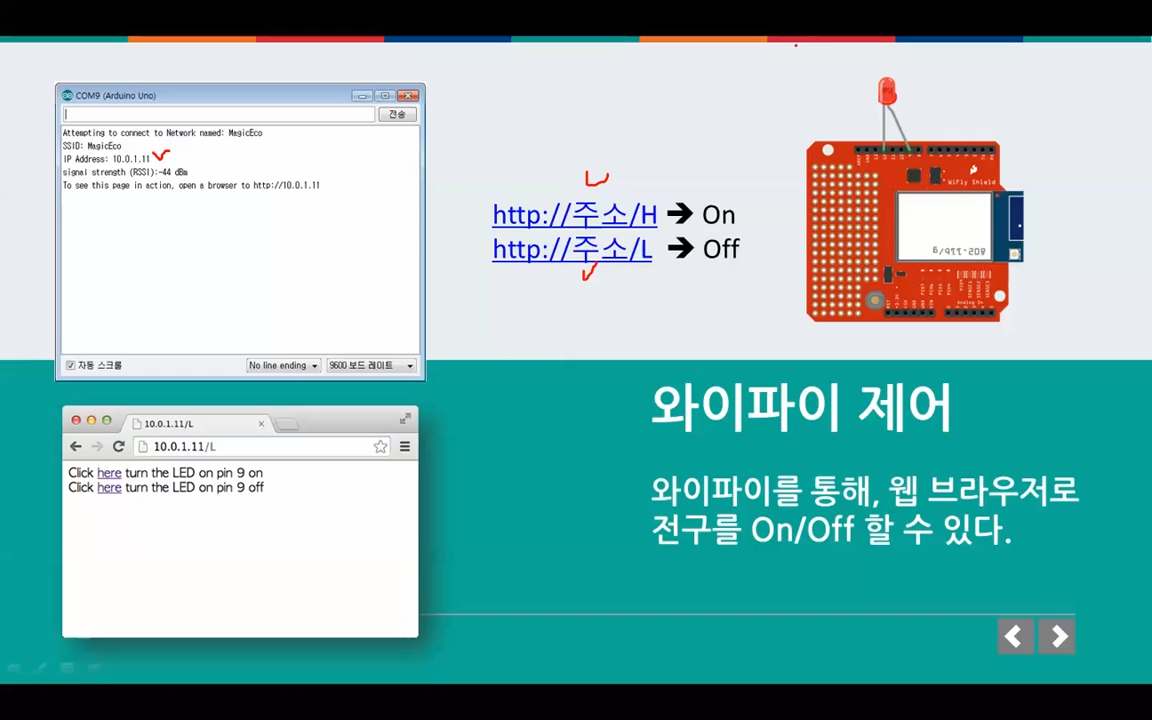 COM9 (Arduino Uno)
전송
Attempting to connect to Network named: MagicEco
SSID: MagicEco
IP Address: 10.0.1.11
signal strength (RSSI):-44 dBm
To see this page in action, open a browser to http://10.0.1.11
자동 스크롤
No line ending
9600 보드 레이트
http://주소/H → On
http://주소/L → Off
WiFly Shield
802.11b/g
10.0.1.11/L
10.0.1.11/L
Click here turn the LED on pin 9 on
Click here turn the LED on pin 9 off
와이파이 제어
와이파이를 통해, 웹 브라우저로
전구를 On/Off 할 수 있다.